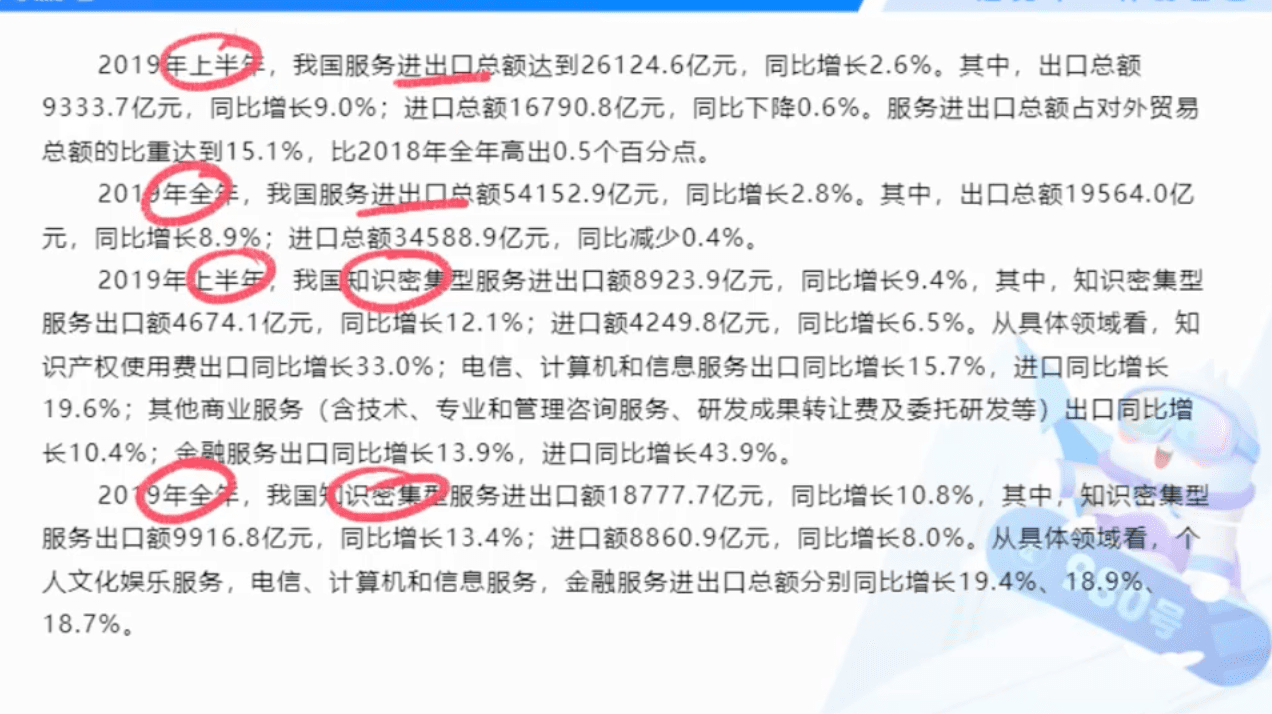 2019年上半年，我国服务进出口总额达到26124.6亿元，同比增长2.6%。其中，出口总额
9333.7亿元，同比增长9.0%；进口总额16790.8亿元，同比下降0.6%。服务进出口总额占对外贸易
总额的比重达到15.1%，比2018年全年高出0.5个百分点。
2019年全年，我国服务进出口总额54152.9亿元，同比增长2.8%。其中，出口总额19564.0亿
元，同比增长8.9%；进口总额34588.9亿元，同比减少0.4%。
2019年上半年，我国知识密集型服务进出口额8923.9亿元，同比增长9.4%，其中，知识密集型
服务出口额4674.1亿元，同比增长12.1%；进口额4249.8亿元，同比增长6.5%。从具体领域看，知
识产权使用费出口同比增长33.0%；电信、计算机和信息服务出口同比增长15.7%，进口同比增长
19.6%；其他商业服务（含技术、专业和管理咨询服务、研发成果转让费及委托研发等）出口同比增
长10.4%；金融服务出口同比增长13.9%，进口同比增长43.9%。
2019年全年，我国知识密集型服务进出口额18777.7亿元，同比增长10.8%，其中，知识密集型
服务出口额9916.8亿元，同比增长13.4%；进口额8860.9亿元，同比增长8.0%。从具体领域看，个
人文化娱乐服务，电信、计算机和信息服务，金融服务进出口总额分别同比增长19.4%、18.9%、
18.7%。
980号